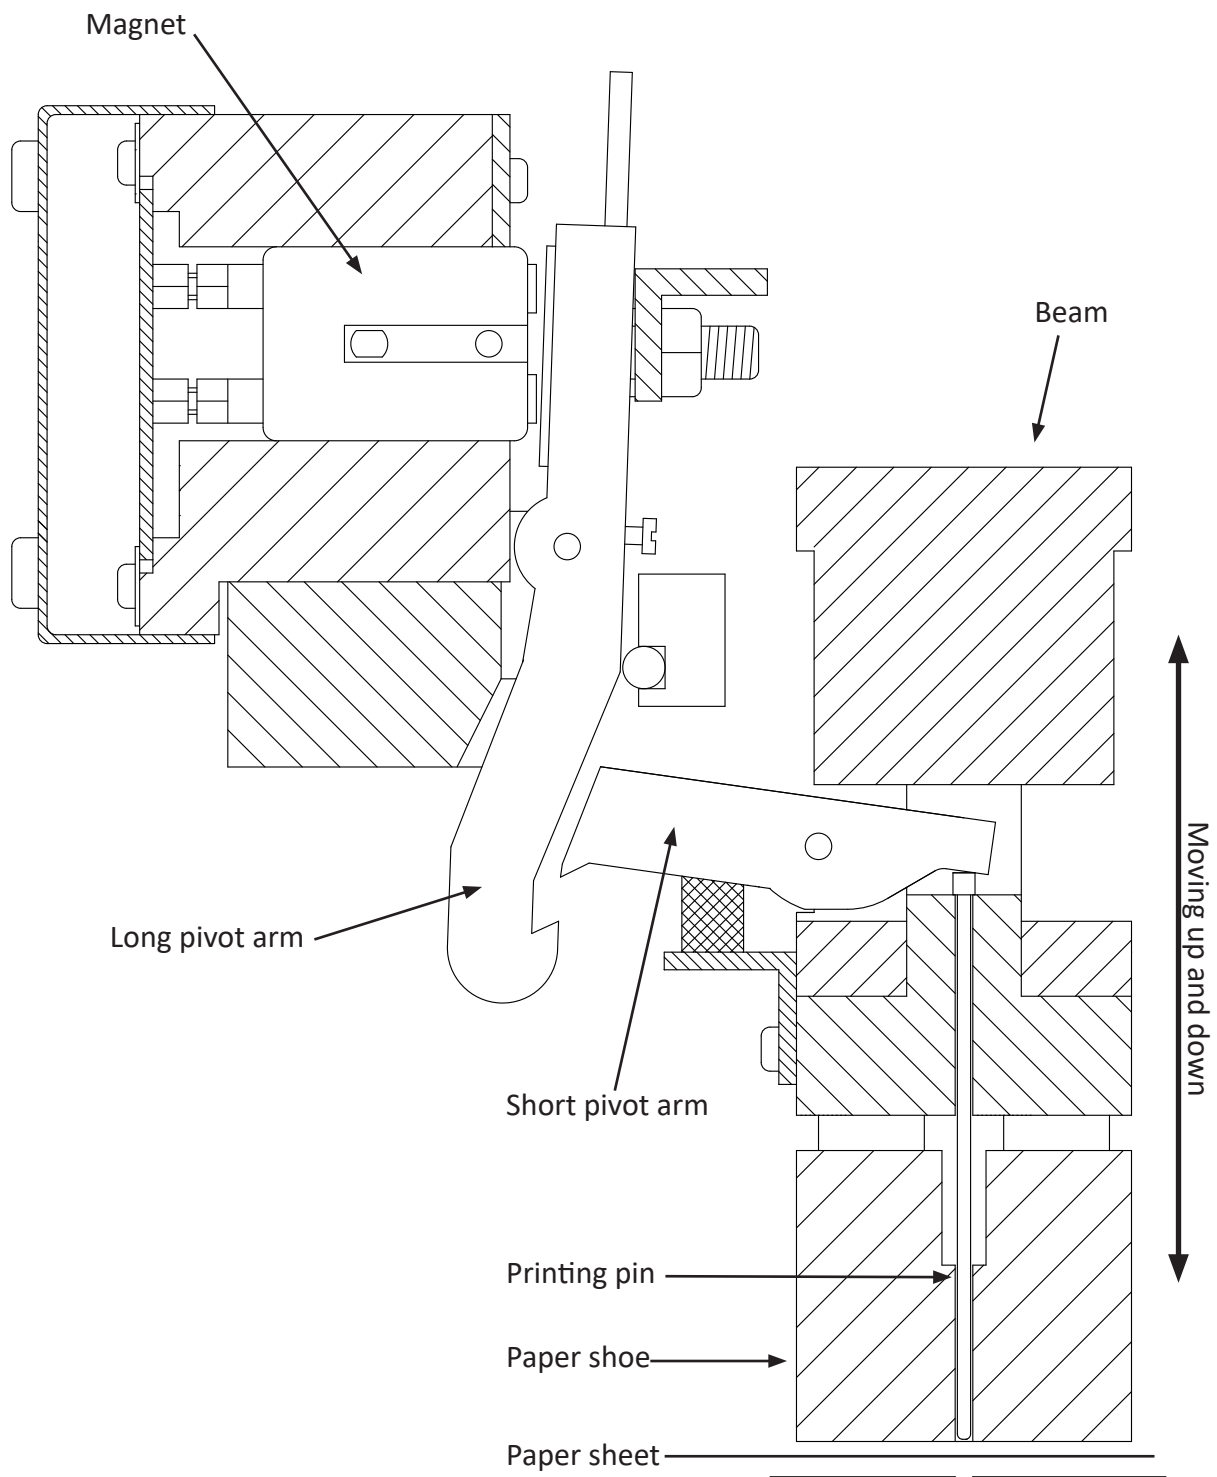 Magnet
Beam
Moving up and down
Long pivot arm
Short pivot arm
Printing pin
Paper shoe
Paper sheet